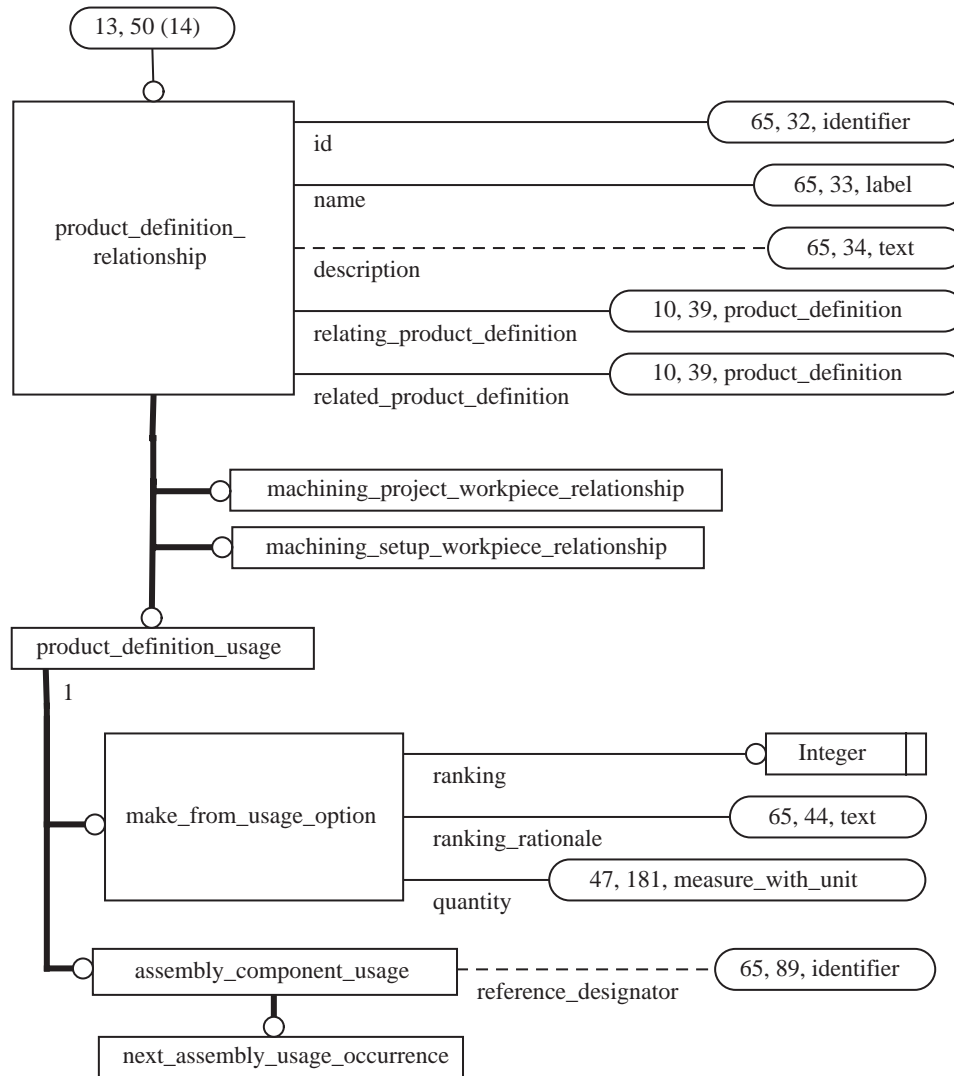 13, 50 (14)
65, 32, identifier
id
65, 33, label
name
product_definition_
relationship
65, 34, text
description
10, 39, product_definition
relating_product_definition
10, 39, product_definition
related_product_definition
machining_project_workpiece_relationship
machining_setup_workpiece_relationship
product_definition_usage
1
Integer
ranking
make_from_usage_option
65, 44, text
ranking_rationale
47, 181, measure_with_unit
quantity
assembly_component_usage
65, 89, identifier
reference_designator
next_assembly_usage_occurrence